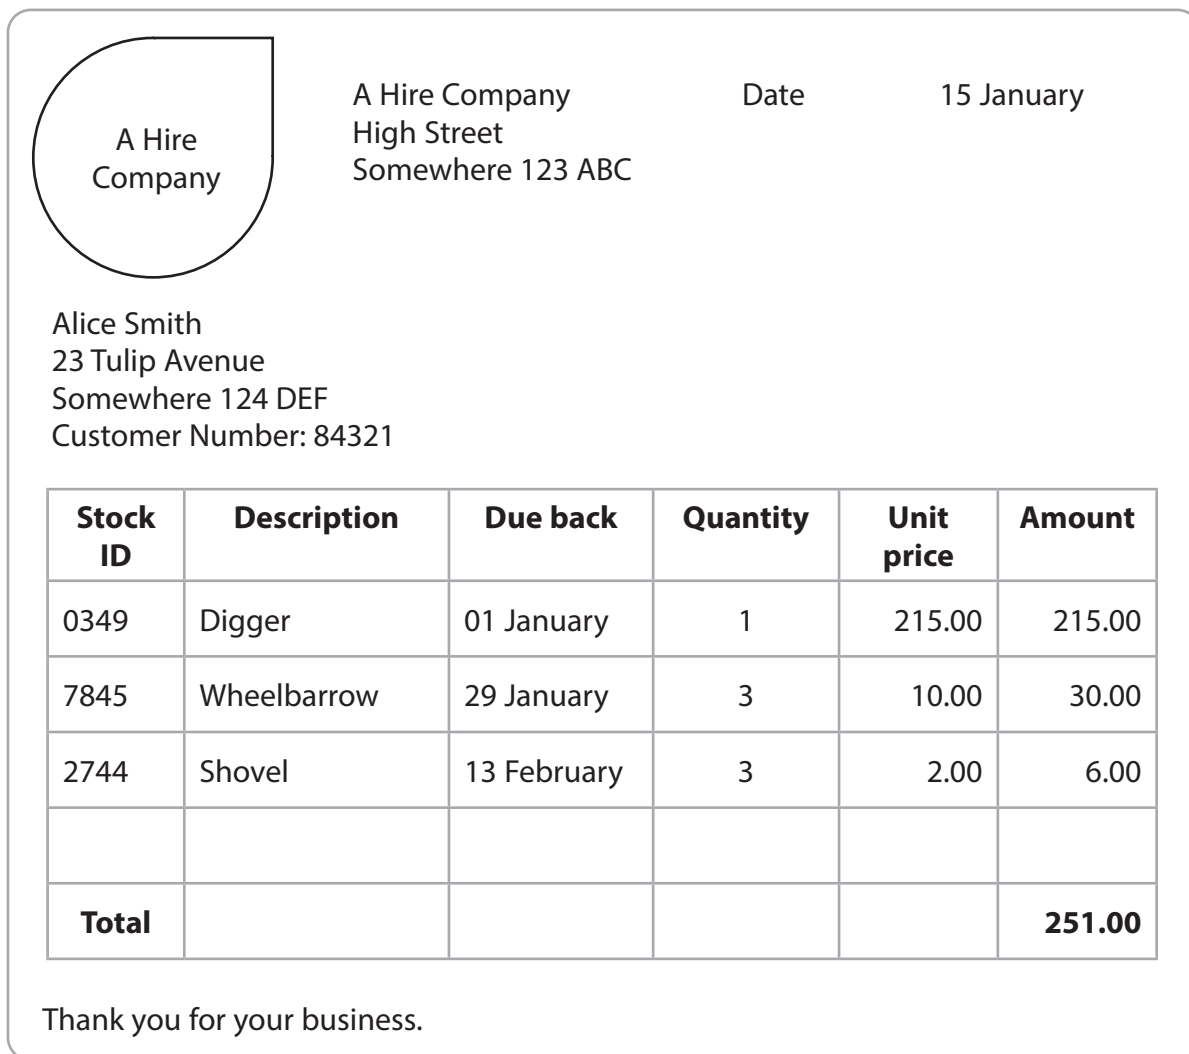 A Hire
Company
A Hire Company
High Street
Somewhere 123 ABC
Date 15 January
Alice Smith
23 Tulip Avenue
Somewhere 124 DEF
Customer Number: 84321
Stock ID Description Due back Quantity Unit price Amount
0349 Digger 01 January 1 215.00 215.00
7845 Wheelbarrow 29 January 3 10.00 30.00
2744 Shovel 13 February 3 2.00 6.00
Total 251.00
Thank you for your business.